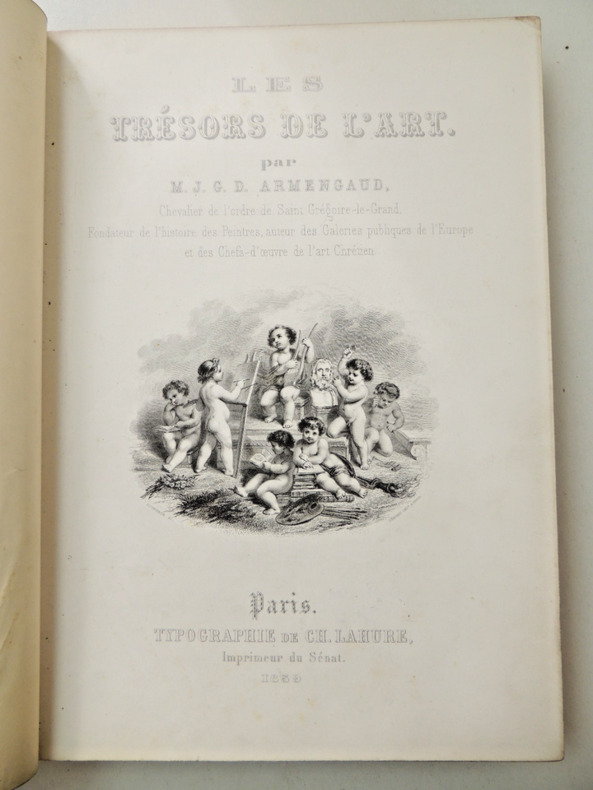 LES
TRÉSORS DE L'ART.
par
M. J. G. D. ARMENGAUD,
Chevalier de l'ordre de Saint Grégoire-le-Grand,
Fondateur de l'histoire des Peintres, auteur des Galeries publiques de l'Europe
et des Chefs-d'œuvre de l'art Chrétien.
Paris.
TYPOGRAPHIE DE CH. LAHURE,
Imprimeur du Sénat.
1859